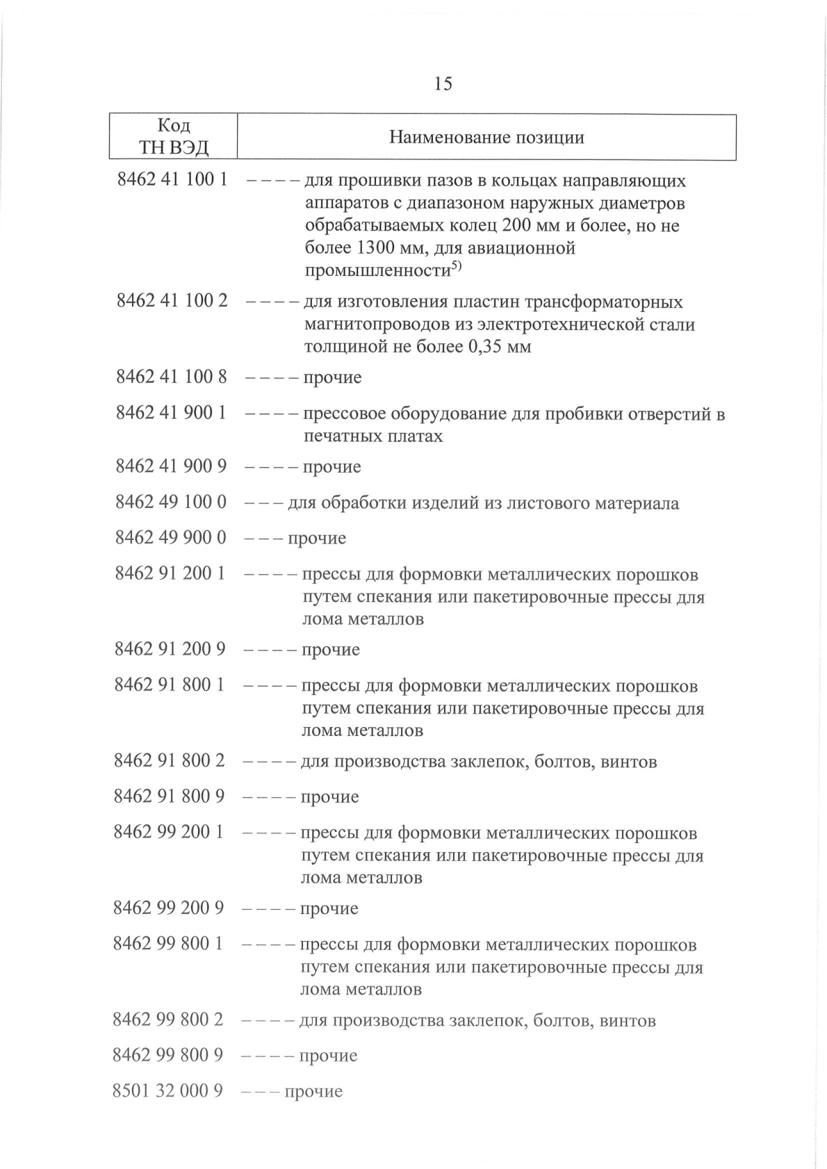 15
Код
ТН ВЭД
Наименование позиции
8462 41 100 1 – – – – для прошивки пазов в кольцах направляющих
аппаратов с диапазоном наружных диаметров
обрабатываемых колец 200 мм и более, но не
более 1300 мм, для авиационной
промышленности⁵⁾
8462 41 100 2 – – – – для изготовления пластин трансформаторных
магнитопроводов из электротехнической стали
толщиной не более 0,35 мм
8462 41 100 8 – – – – прочие
8462 41 900 1 – – – – прессовое оборудование для пробивки отверстий в
печатных платах
8462 41 900 9 – – – – прочие
8462 49 100 0 – – – для обработки изделий из листового материала
8462 49 900 0 – – – прочие
8462 91 200 1 – – – – прессы для формовки металлических порошков
путем спекания или пакетировочные прессы для
лома металлов
8462 91 200 9 – – – – прочие
8462 91 800 1 – – – – прессы для формовки металлических порошков
путем спекания или пакетировочные прессы для
лома металлов
8462 91 800 2 – – – – для производства заклепок, болтов, винтов
8462 91 800 9 – – – – прочие
8462 99 200 1 – – – – прессы для формовки металлических порошков
путем спекания или пакетировочные прессы для
лома металлов
8462 99 200 9 – – – – прочие
8462 99 800 1 – – – – прессы для формовки металлических порошков
путем спекания или пакетировочные прессы для
лома металлов
8462 99 800 2 – – – – для производства заклепок, болтов, винтов
8462 99 800 9 – – – – прочие
8501 32 000 9 – – – прочие